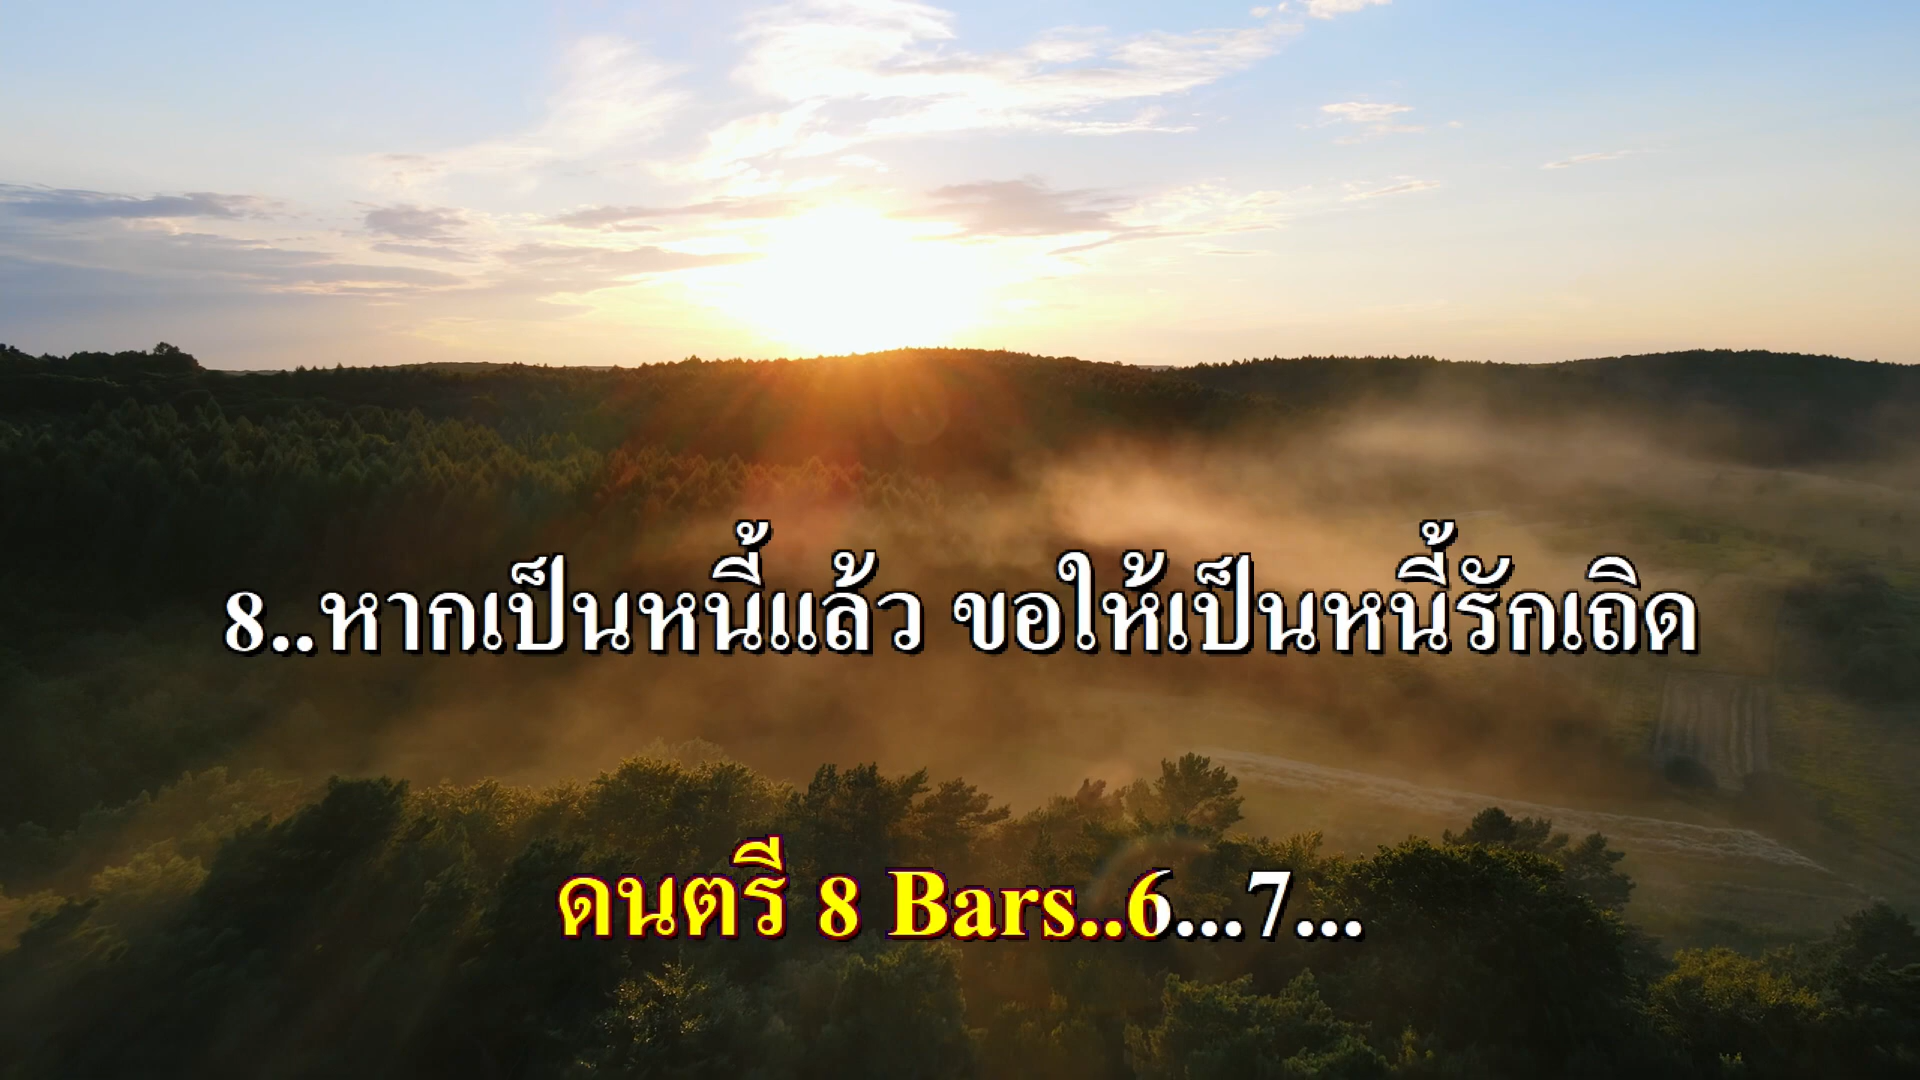 8..หากเป็นหนี้แล้ว ขอให้เป็นหนี้รักเถิด
ดนตรี 8 Bars..6...7...